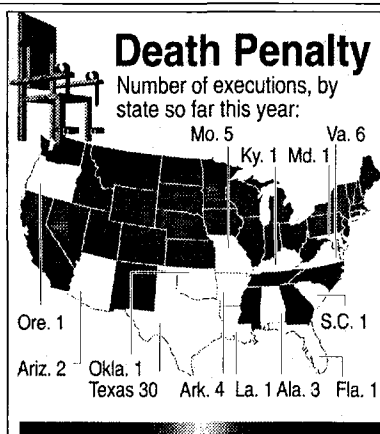 Death Penalty
Number of executions, by
state so far this year:
Mo. 5
Va. 6
Ky. 1
Md. 1
Ore. 1
S.C. 1
Ariz. 2
Okla. 1
Texas 30
Ark. 4
La. 1
Ala. 3
Fla. 1